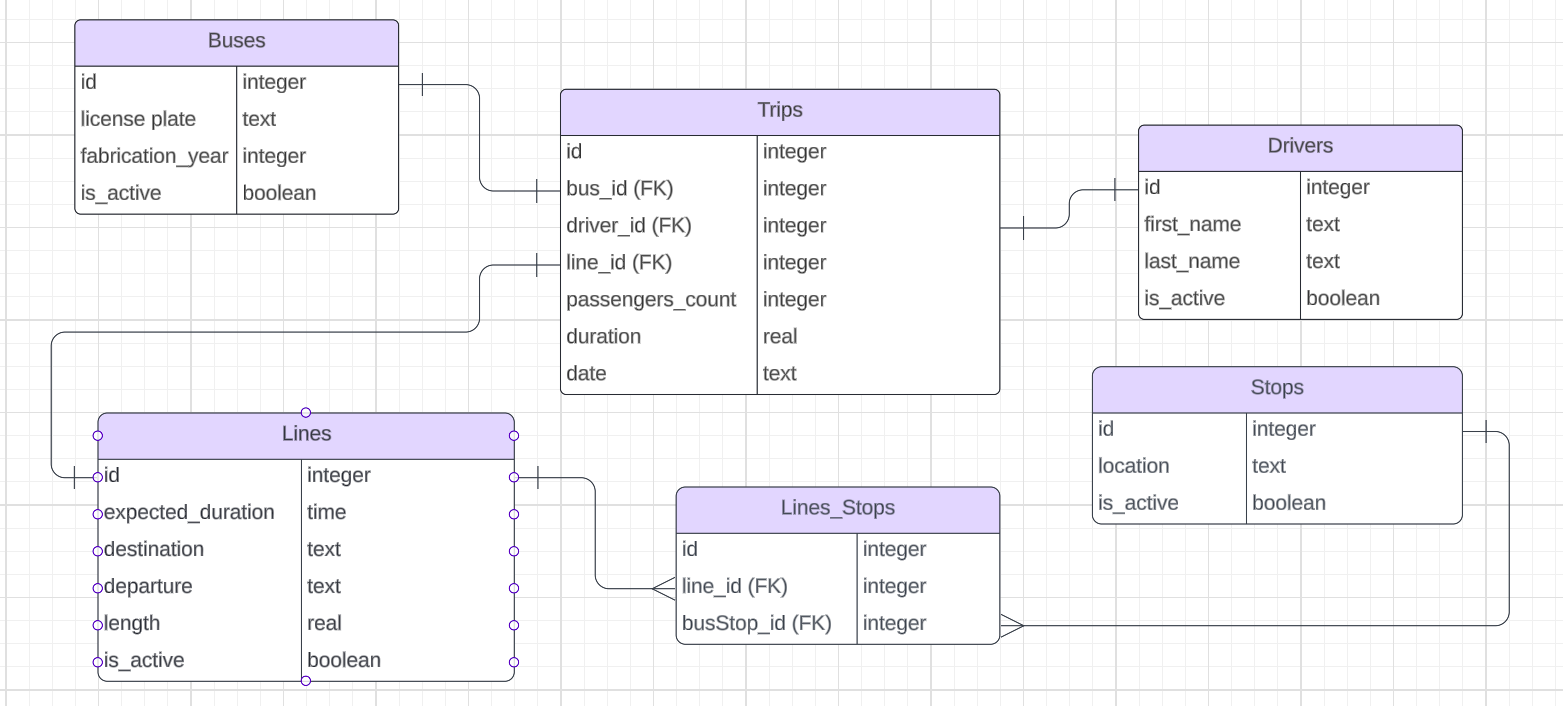 Buses
id integer
license plate text
fabrication_year integer
is_active boolean
Trips
id integer
bus_id (FK) integer
driver_id (FK) integer
line_id (FK) integer
passengers_count integer
duration real
date text
Drivers
id integer
first_name text
last_name text
is_active boolean
Lines
id integer
expected_duration time
destination text
departure text
length real
is_active boolean
Lines_Stops
id integer
line_id (FK) integer
busStop_id (FK) integer
Stops
id integer
location text
is_active boolean